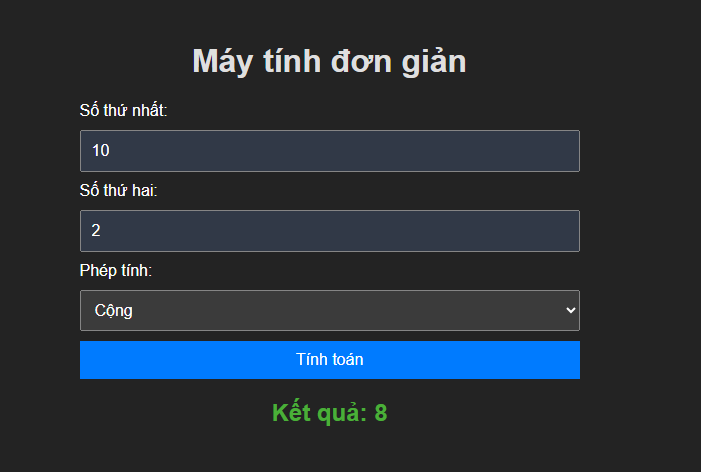 Máy tính đơn giản
Số thứ nhất:
10
Số thứ hai:
2
Phép tính:
Cộng
Tính toán
Kết quả: 8